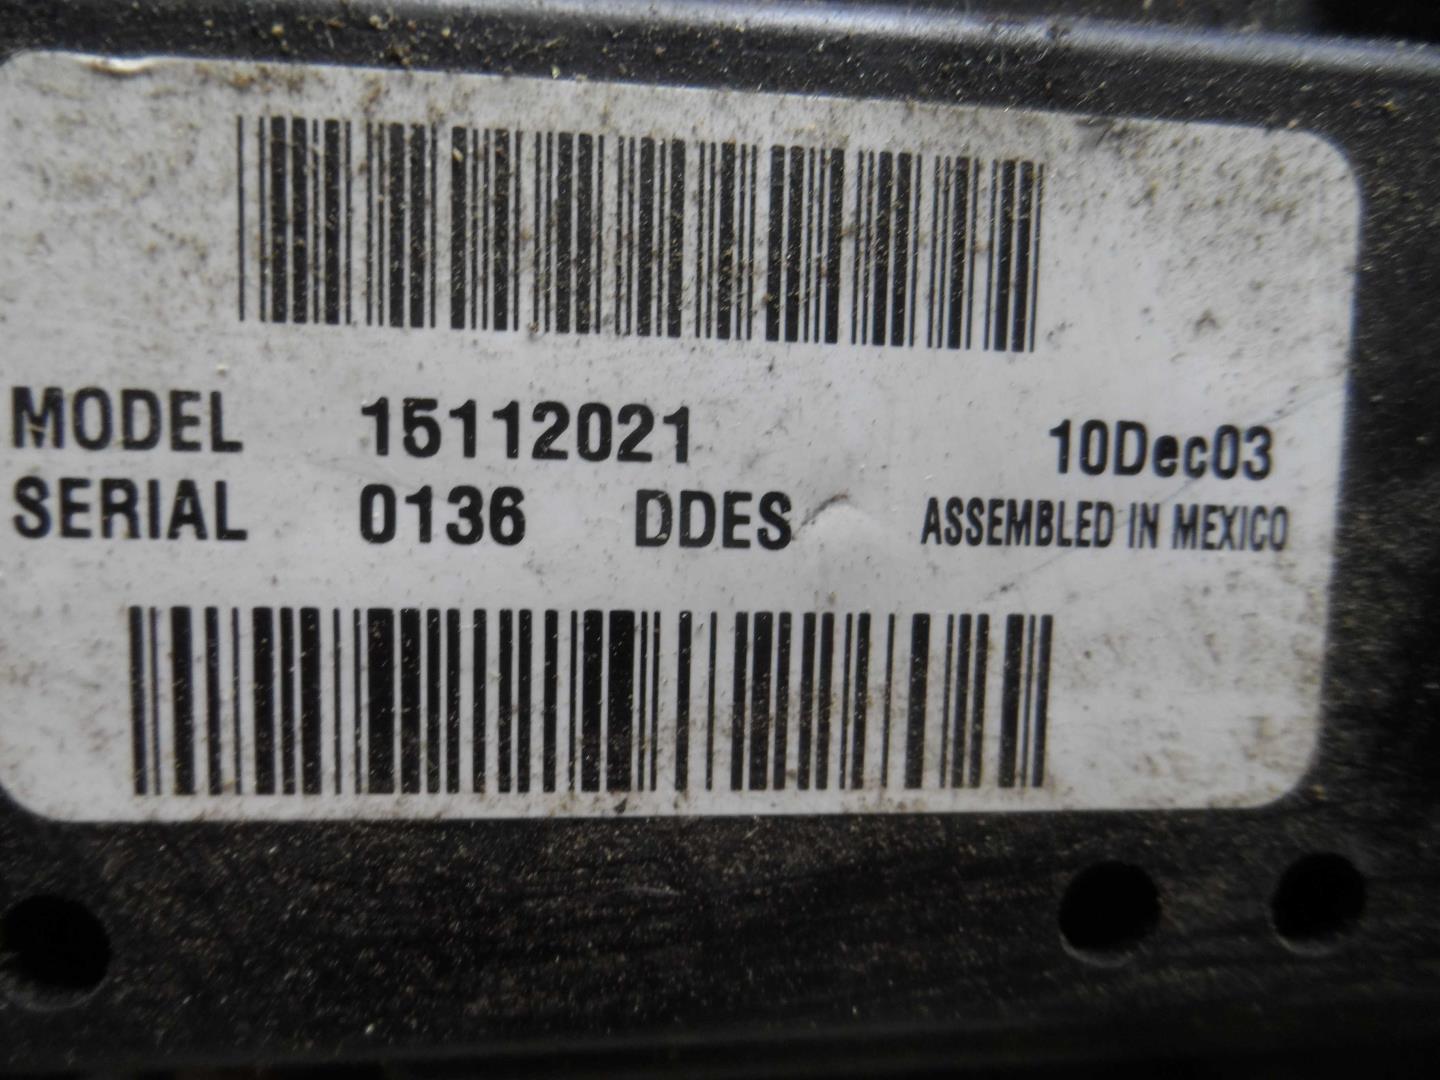 MODEL 15112021 10Dec03
SERIAL 0136 DDES ASSEMBLED IN MEXICO